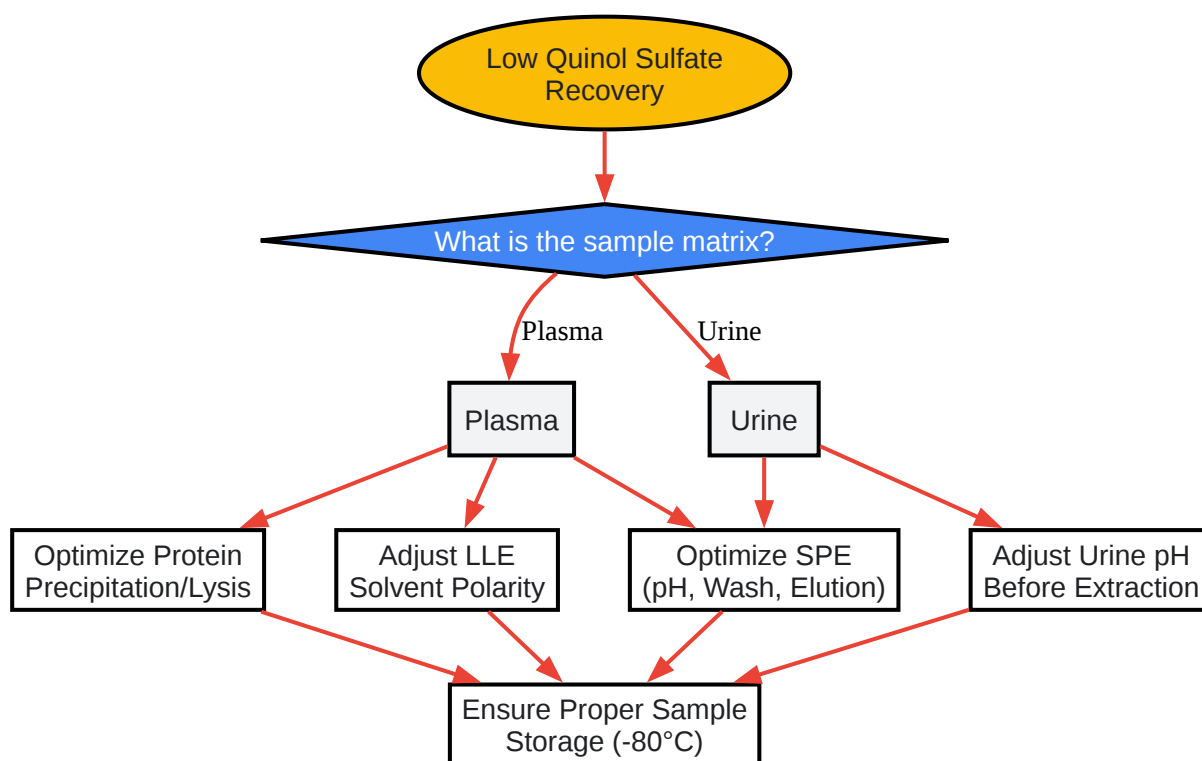 Low Quinol Sulfate
Recovery
What is the sample matrix?
Plasma
Urine
Plasma
Urine
Optimize Protein
Precipitation/Lysis
Adjust LLE
Solvent Polarity
Optimize SPE
(pH, Wash, Elution)
Adjust Urine pH
Before Extraction
Ensure Proper Sample
Storage (-80°C)